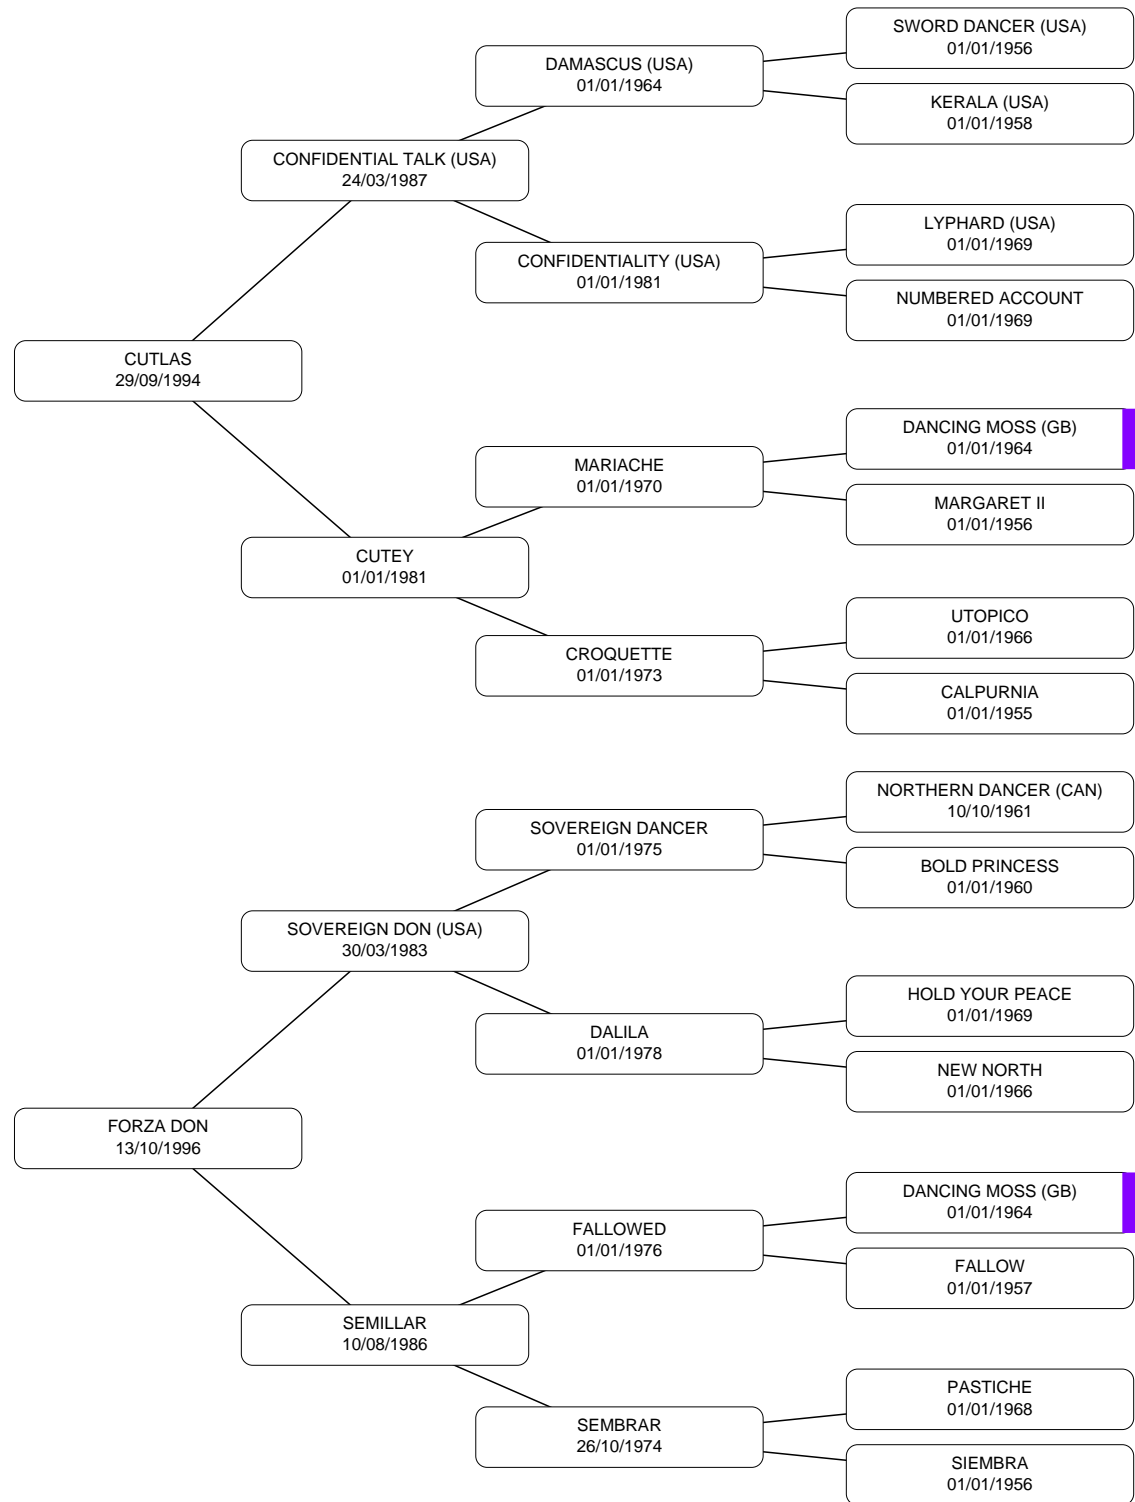 SWORD DANCER (USA)
01/01/1956
DAMASCUS (USA)
01/01/1964
KERALA (USA)
01/01/1958
CONFIDENTIAL TALK (USA)
24/03/1987
LYPHARD (USA)
01/01/1969
CONFIDENTIALITY (USA)
01/01/1981
NUMBERED ACCOUNT
01/01/1969
CUTLAS
29/09/1994
DANCING MOSS (GB)
01/01/1964
MARIACHE
01/01/1970
MARGARET II
01/01/1956
CUTEY
01/01/1981
UTOPICO
01/01/1966
CROQUETTE
01/01/1973
CALPURNIA
01/01/1955
NORTHERN DANCER (CAN)
10/10/1961
SOVEREIGN DANCER
01/01/1975
BOLD PRINCESS
01/01/1960
SOVEREIGN DON (USA)
30/03/1983
HOLD YOUR PEACE
01/01/1969
DALILA
01/01/1978
NEW NORTH
01/01/1966
FORZA DON
13/10/1996
DANCING MOSS (GB)
01/01/1964
FALLOWED
01/01/1976
FALLOW
01/01/1957
SEMILLAR
10/08/1986
PASTICHE
01/01/1968
SEMBRAR
26/10/1974
SIEMBRA
01/01/1956